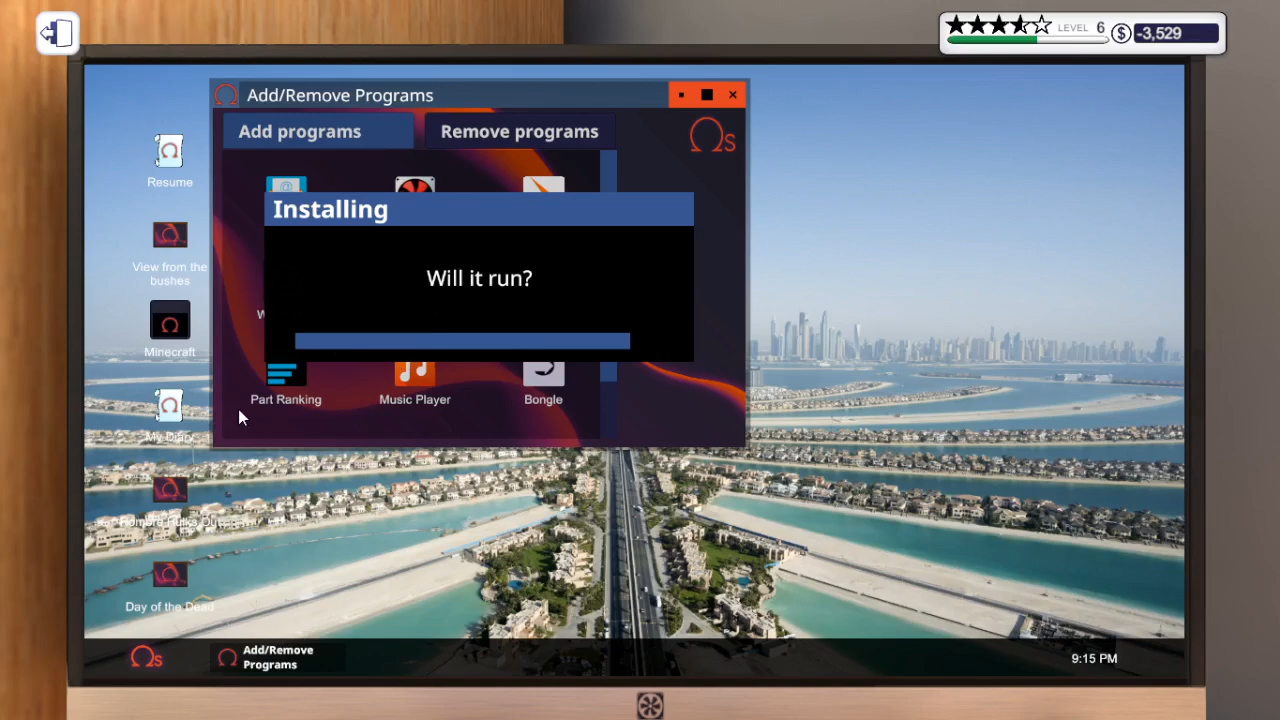 LEVEL 6
$ -3,529
Add/Remove Programs
Add programs
Remove programs
Ωs
Installing
Will it run?
Part Ranking
Music Player
Bongle
Resume
View from the
bushes
Minecraft
My Diary
Day of the Dead
Ωs
Add/Remove
Programs
9:15 PM